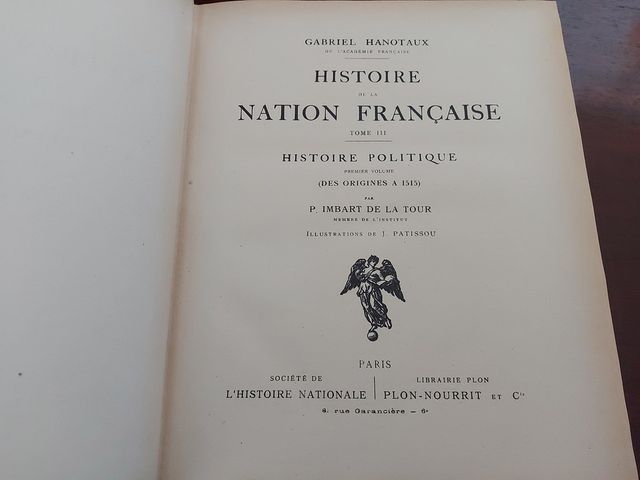 GABRIEL HANOTAUX
DE L'ACADÉMIE FRANÇAISE
HISTOIRE
DE LA
NATION FRANÇAISE
TOME III
HISTOIRE POLITIQUE
PREMIER VOLUME
(DES ORIGINES A 1515)
PAR
P. IMBART DE LA TOUR
MEMBRE DE L'INSTITUT
ILLUSTRATIONS DE J. PATISSOU
PARIS
SOCIÉTÉ DE
L'HISTOIRE NATIONALE
LIBRAIRIE PLON
PLON-NOURRIT ET Cie
8, rue Garancière — 6e